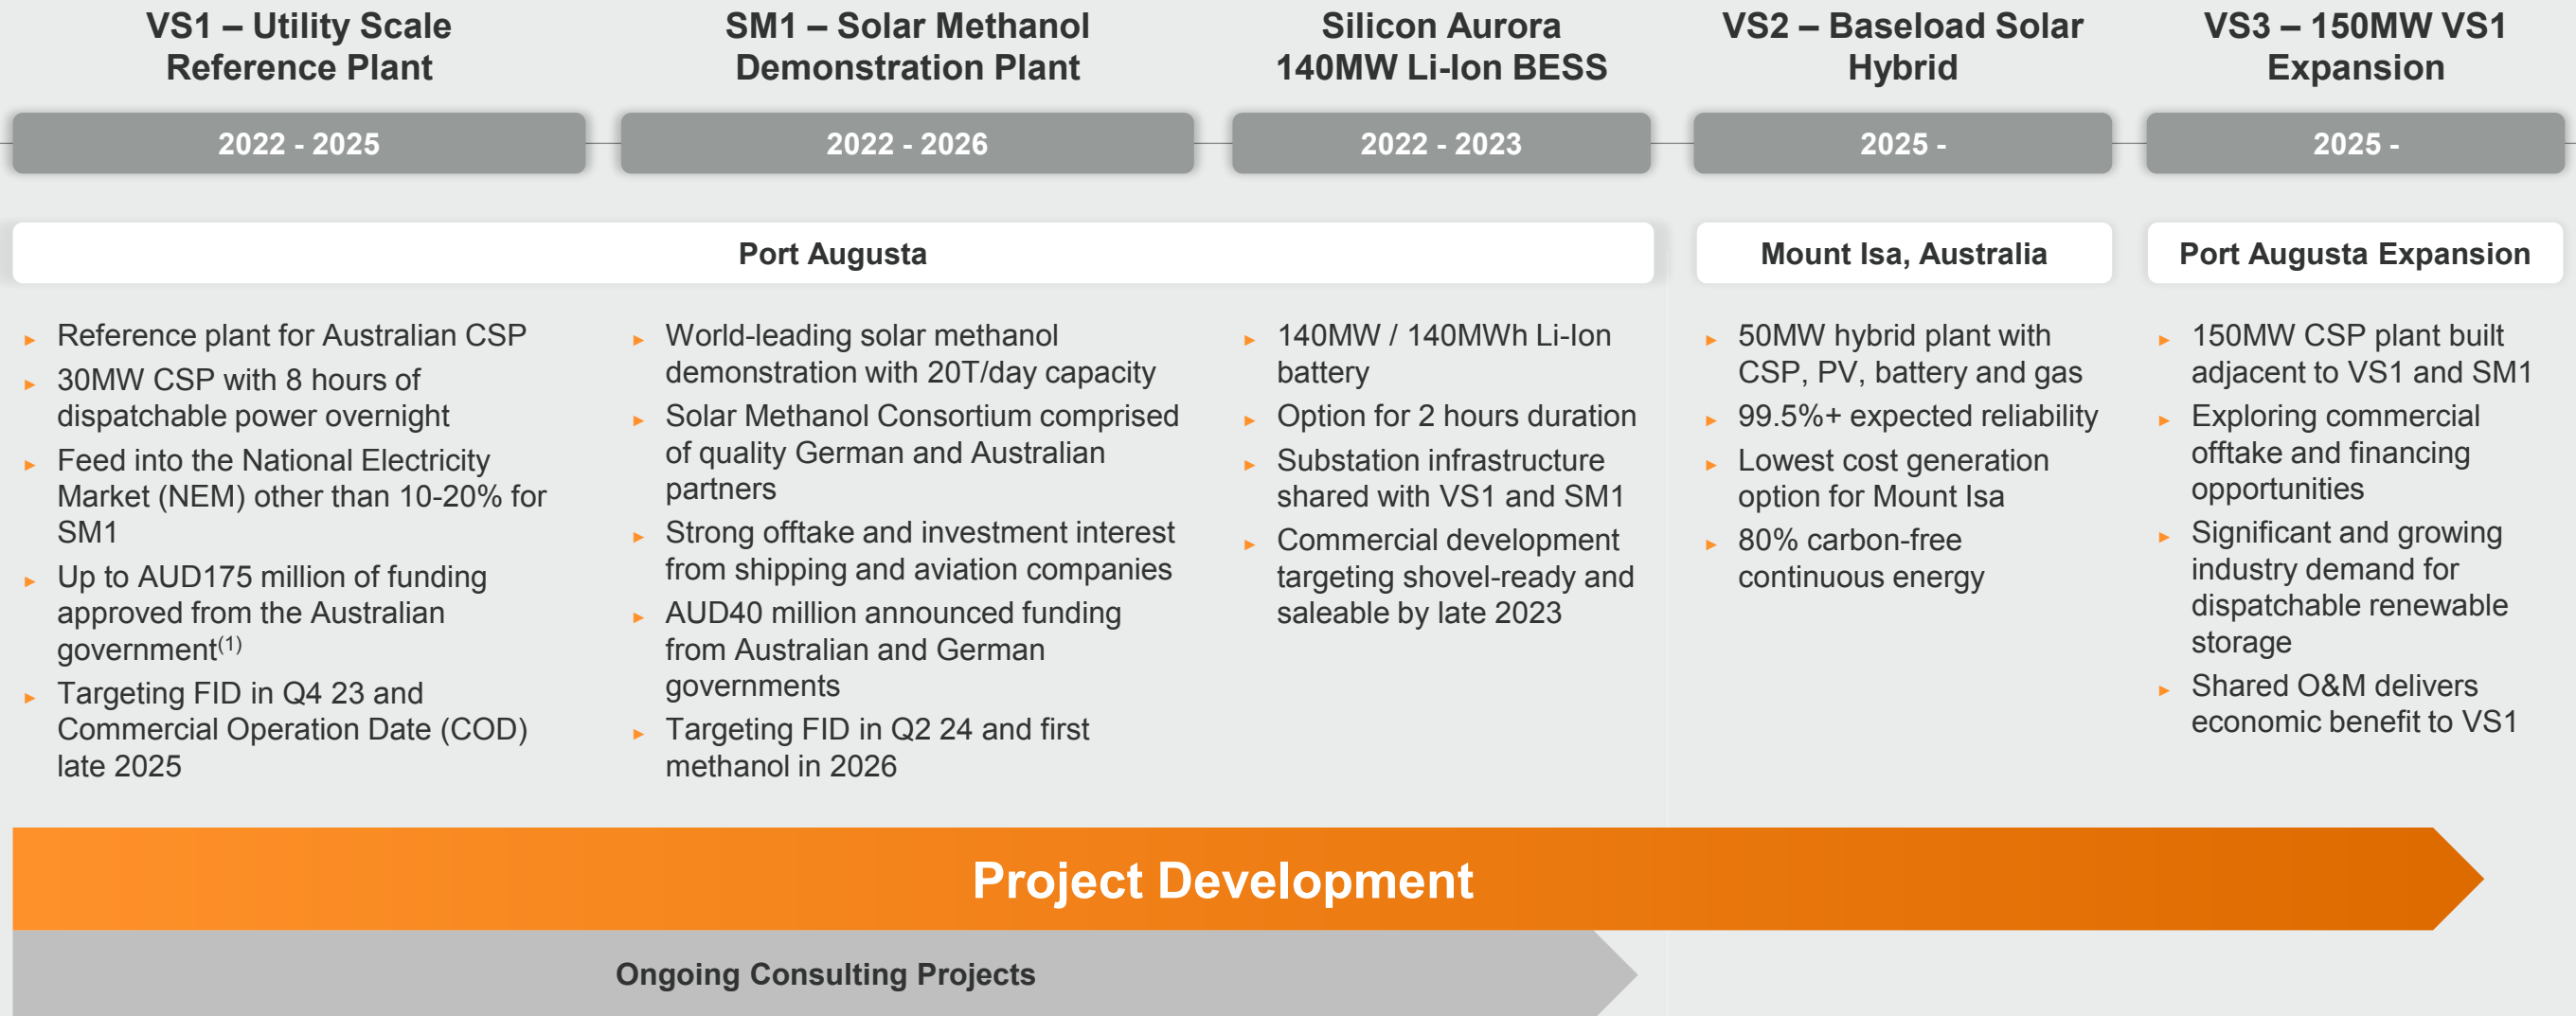 VS1 – Utility Scale
Reference Plant
2022 - 2025
SM1 – Solar Methanol
Demonstration Plant
2022 - 2026
Silicon Aurora
140MW Li-Ion BESS
2022 - 2023
VS2 – Baseload Solar
Hybrid
2025 -
VS3 – 150MW VS1
Expansion
2025 -
Port Augusta
Mount Isa, Australia
Port Augusta Expansion
► Reference plant for Australian CSP
► 30MW CSP with 8 hours of
dispatchable power overnight
► Feed into the National Electricity
Market (NEM) other than 10-20% for
SM1
► Up to AUD175 million of funding
approved from the Australian
government(1)
► Targeting FID in Q4 23 and
Commercial Operation Date (COD)
late 2025
► World-leading solar methanol
demonstration with 20T/day capacity
► Solar Methanol Consortium comprised
of quality German and Australian
partners
► Strong offtake and investment interest
from shipping and aviation companies
► AUD40 million announced funding
from Australian and German
governments
► Targeting FID in Q2 24 and first
methanol in 2026
► 140MW / 140MWh Li-Ion
battery
► Option for 2 hours duration
► Substation infrastructure
shared with VS1 and SM1
► Commercial development
targeting shovel-ready and
saleable by late 2023
► 50MW hybrid plant with
CSP, PV, battery and gas
► 99.5%+ expected reliability
► Lowest cost generation
option for Mount Isa
► 80% carbon-free
continuous energy
► 150MW CSP plant built
adjacent to VS1 and SM1
► Exploring commercial
offtake and financing
opportunities
► Significant and growing
industry demand for
dispatchable renewable
storage
► Shared O&M delivers
economic benefit to VS1
Project Development
Ongoing Consulting Projects